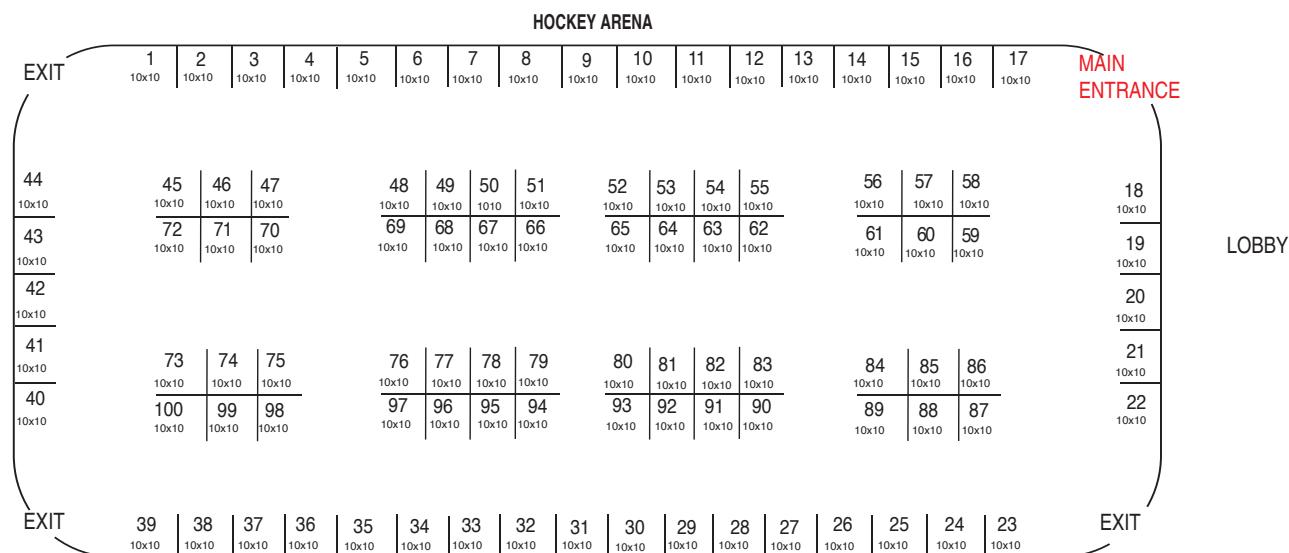 HOCKEY ARENA
EXIT 1 2 3 4 5 6 7 8 9 10 11 12 13 14 15 16 17 MAIN
10x10 10x10 10x10 10x10 10x10 10x10 10x10 10x10 10x10 10x10 10x10 10x10 10x10 10x10 10x10 10x10 10x10 ENTRANCE
44 45 46 47 48 49 50 51 52 53 54 55 56 57 58 18
10x10 10x10 10x10 10x10 10x10 10x10 1010 10x10 10x10 10x10 10x10 10x10 10x10 10x10 10x10 10x10
43 72 71 70 69 68 67 66 65 64 63 62 61 60 59 19 LOBBY
10x10 10x10 10x10 10x10 10x10 10x10 10x10 10x10 10x10 10x10 10x10 10x10 10x10 10x10 10x10 10x10
42 20
10x10 10x10
41 73 74 75 76 77 78 79 80 81 82 83 84 85 86 21
10x10 10x10 10x10 10x10 10x10 10x10 10x10 10x10 10x10 10x10 10x10 10x10 10x10 10x10 10x10 10x10
40 100 99 98 97 96 95 94 93 92 91 90 89 88 87 22
10x10 10x10 10x10 10x10 10x10 10x10 10x10 10x10 10x10 10x10 10x10 10x10 10x10 10x10 10x10 10x10
EXIT 39 38 37 36 35 34 33 32 31 30 29 28 27 26 25 24 23 EXIT
10x10 10x10 10x10 10x10 10x10 10x10 10x10 10x10 10x10 10x10 10x10 10x10 10x10 10x10 10x10 10x10 10x10